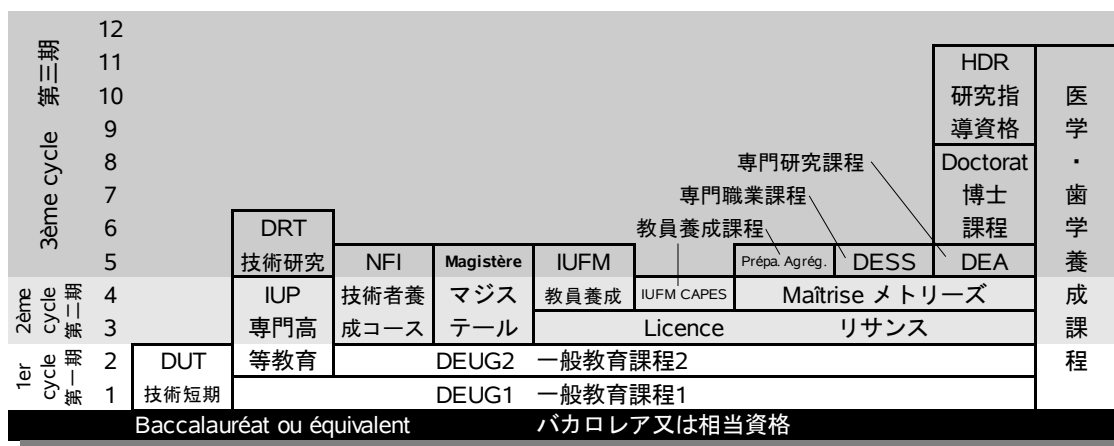 12
11
HDR
10
研究指
医
9
導資格
学
8
専門研究課程
Doctorat
・
7
専門職業課程
博士
歯
6
DRT
教員養成課程
課程
学
5
技術研究
NFI
Magistère
IUFM
Prépa. Agrég.
DESS
DEA
養
4
IUP
技術者養
マジス
教員養成
IUFM CAPES
Maîtrise メトリーズ
成
3
専門高
成コース
テール
Licence リサンス
課
2
DUT
等教育
DEUG2 一般教育課程2
程
1
技術短期
DEUG1 一般教育課程1
Baccalauréat ou équivalent バカロレア又は相当資格
3ème cycle 第三期
2ème
cycle
第二期
1er
cycle
第一期